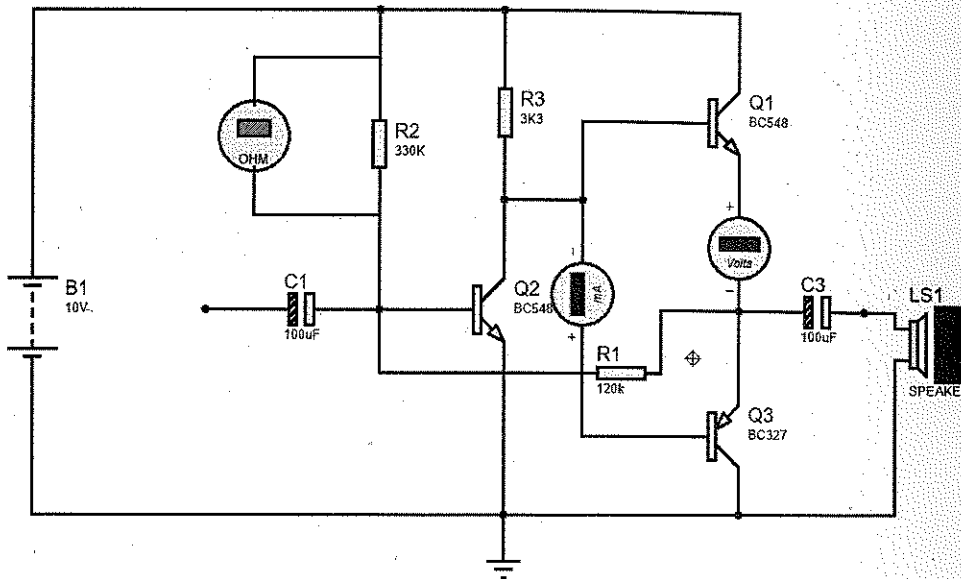 R3
3K3
Q1
BC548
R2
330K
OHM
+
Volts
-
B1
10V
C1
100uF
Q2
BC548
mA
+
C3
100uF
LS1
SPEAKE
R1
120k
Q3
BC327